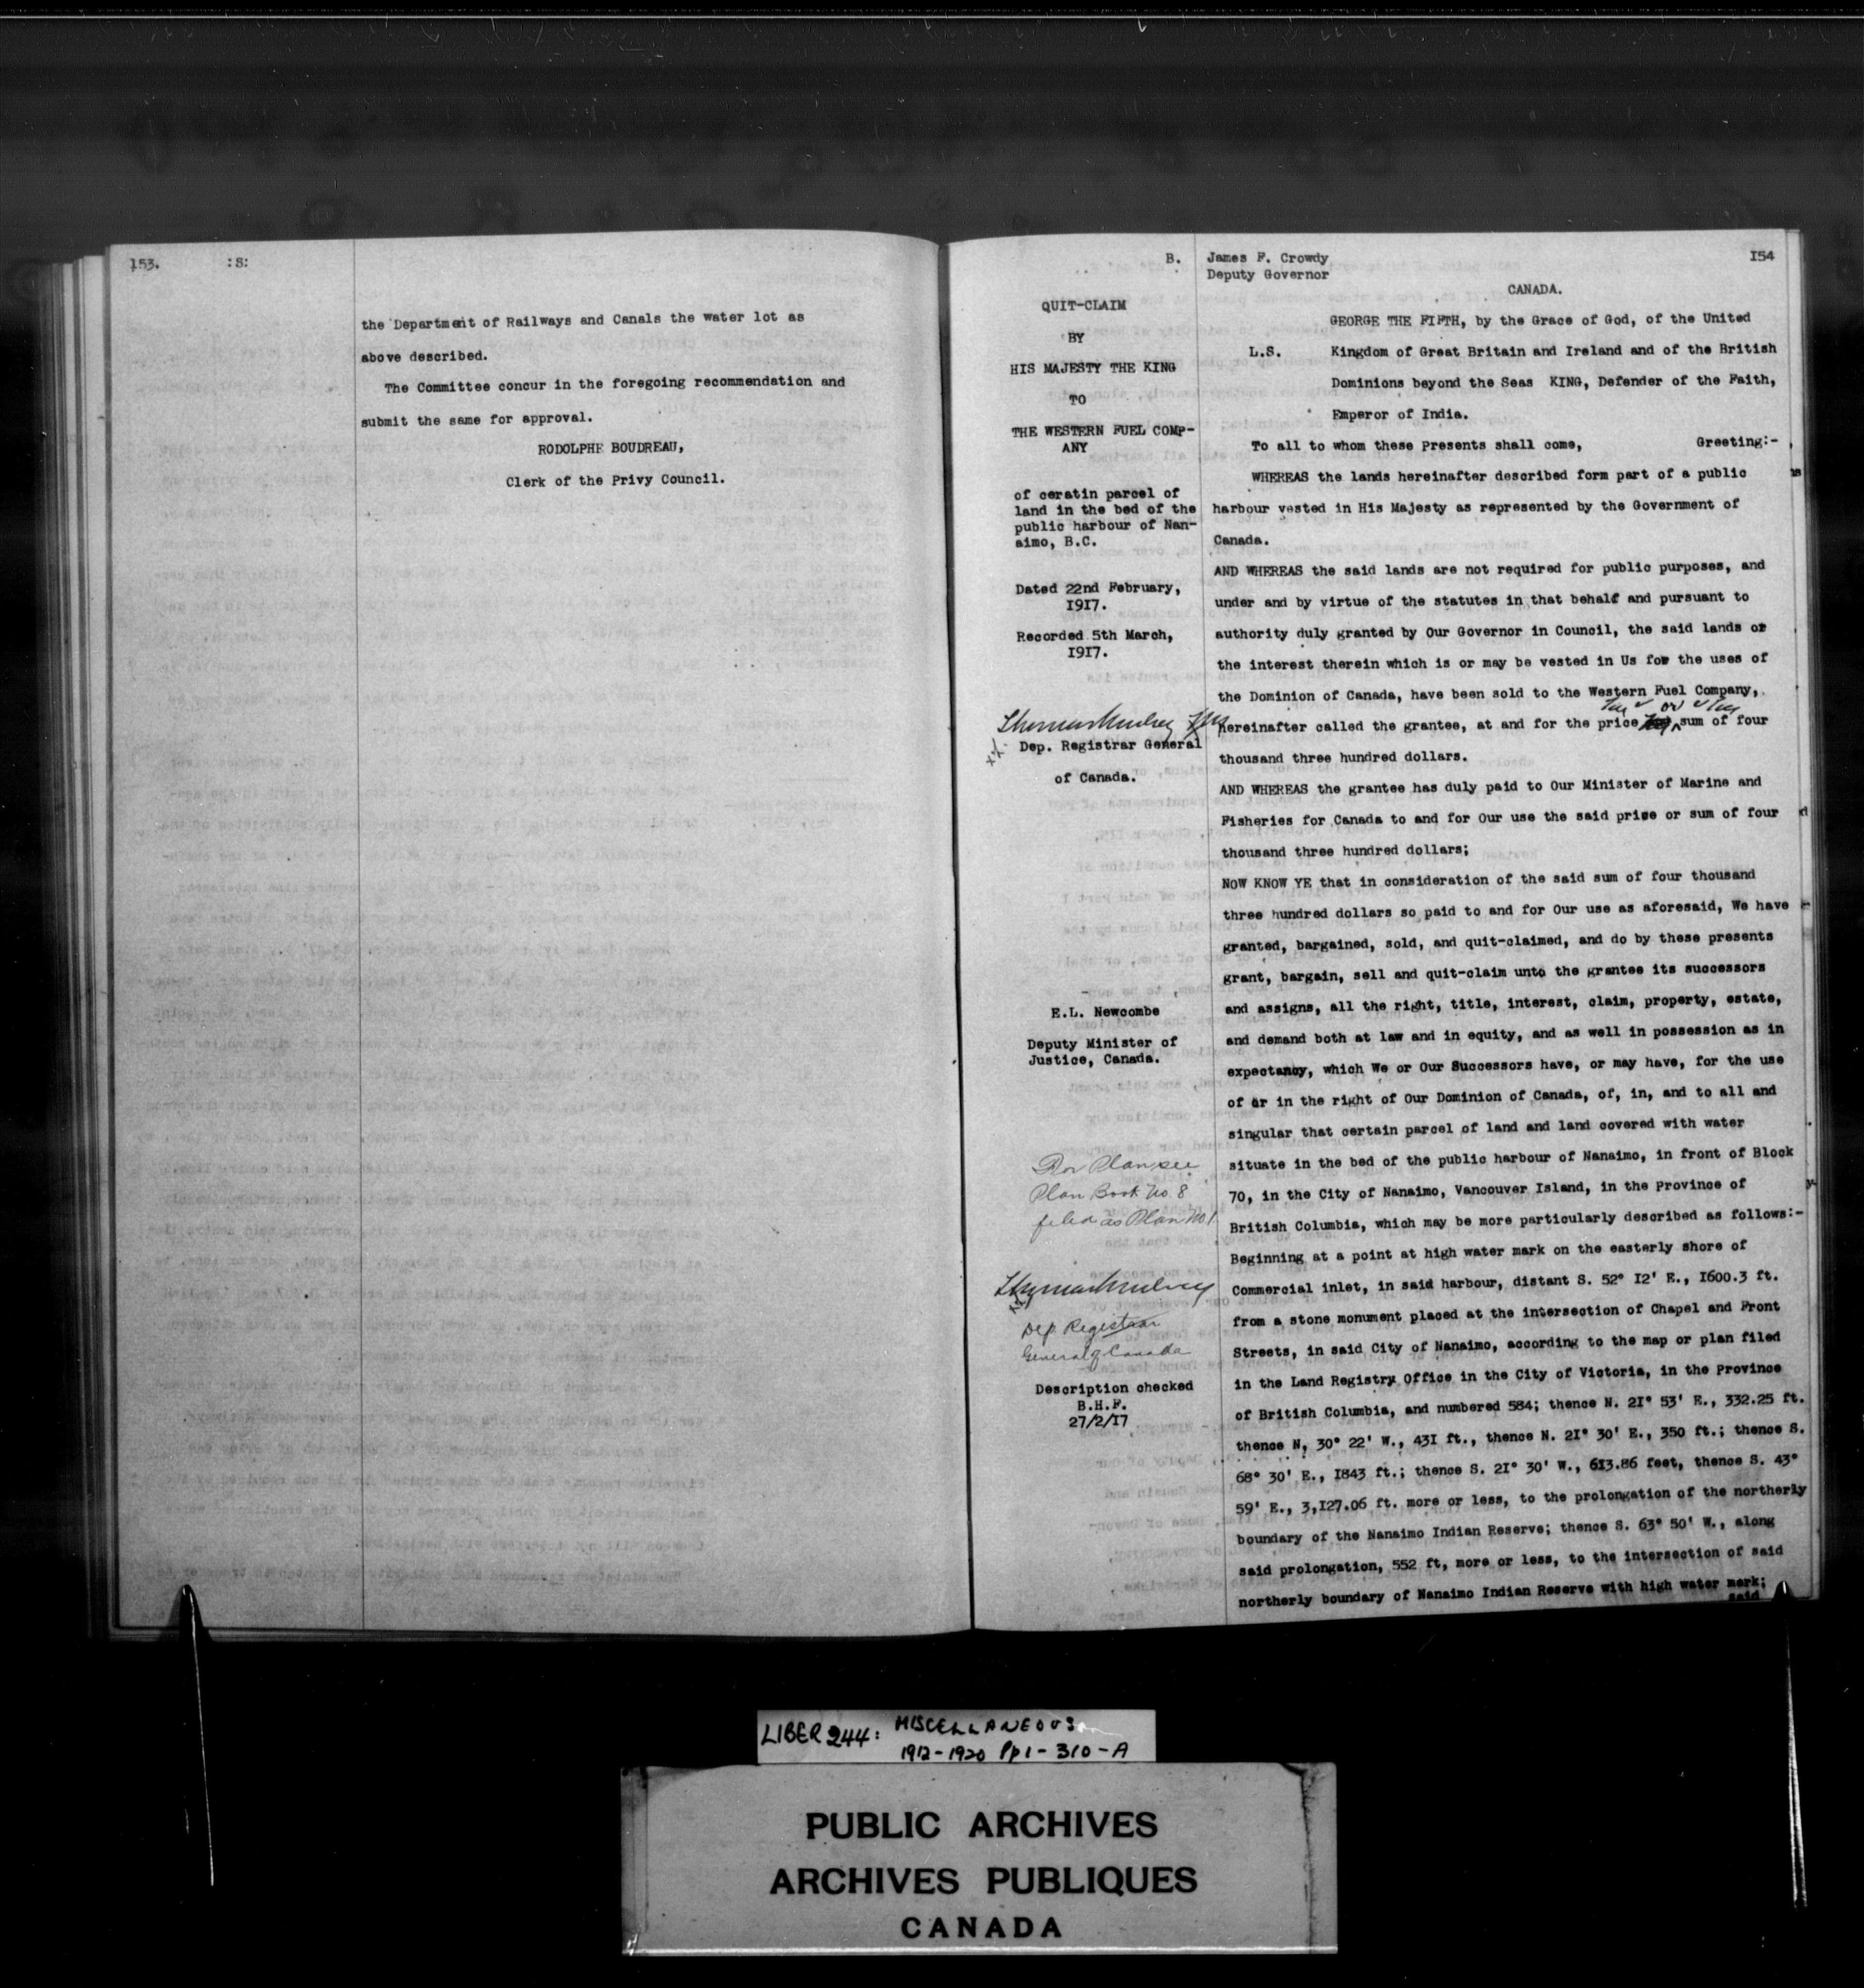 153. :S:
the Department of Railways and Canals the water lot as
above described.
The Committee concur in the foregoing recommendation and
submit the same for approval.
RODOLPHE BOUDREAU,
Clerk of the Privy Council.
B.
QUIT-CLAIM
BY
HIS MAJESTY THE KING
TO
THE WESTERN FUEL COMP-
ANY
of ceratin parcel of
land in the bed of the
public harbour of Nan-
aimo, B.C.
Dated 22nd February,
1917.
Recorded 5th March,
1917.
Thomas Mulvey
Dep. Registrar General
of Canada.
E.L. Newcombe
Deputy Minister of
Justice, Canada.
For Plan see
Plan Book No. 8
filed as Plan No. 1
Thomas Mulvey
Dep. Registrar
General of Canada
Description checked
B.H.F.
27/2/17
James F. Crowdy 154
Deputy Governor
CANADA.
GEORGE THE FIFTH, by the Grace of God, of the United
L.S. Kingdom of Great Britain and Ireland and of the British
Dominions beyond the Seas KING, Defender of the Faith,
Emperor of India.
To all to whom these Presents shall come, Greeting:-
WHEREAS the lands hereinafter described form part of a public
harbour vested in His Majesty as represented by the Government of
Canada.
AND WHEREAS the said lands are not required for public purposes, and
under and by virtue of the statutes in that behalf and pursuant to
authority duly granted by Our Governor in Council, the said lands or
the interest therein which is or may be vested in Us for the uses of
the Dominion of Canada, have been sold to the Western Fuel Company,
or
hereinafter called the grantee, at and for the price sum of four
thousand three hundred dollars.
AND WHEREAS the grantee has duly paid to Our Minister of Marine and
Fisheries for Canada to and for Our use the said price or sum of four
thousand three hundred dollars;
NOW KNOW YE that in consideration of the said sum of four thousand
three hundred dollars so paid to and for Our use as aforesaid, We have
granted, bargained, sold, and quit-claimed, and do by these presents
grant, bargain, sell and quit-claim unto the grantee its successors
and assigns, all the right, title, interest, claim, property, estate,
and demand both at law and in equity, and as well in possession as in
expectancy, which We or Our Successors have, or may have, for the use
of or in the right of Our Dominion of Canada, of, in, and to all and
singular that certain parcel of land and land covered with water
situate in the bed of the public harbour of Nanaimo, in front of Block
70, in the City of Nanaimo, Vancouver Island, in the Province of
British Columbia, which may be more particularly described as follows:-
Beginning at a point at high water mark on the easterly shore of
Commercial inlet, in said harbour, distant S. 52° 12' E., 1600.3 ft.
from a stone monument placed at the intersection of Chapel and Front
Streets, in said City of Nanaimo, according to the map or plan filed
in the Land Registry Office in the City of Victoria, in the Province
of British Columbia, and numbered 584; thence N. 21° 53' E., 332.25 ft.
thence N, 30° 22' W., 431 ft., thence N. 21° 30' E., 350 ft.; thence S.
68° 30' E., 1843 ft.; thence S. 21° 30' W., 613.86 feet, thence S. 43°
59' E., 3,127.06 ft. more or less, to the prolongation of the northerly
boundary of the Nanaimo Indian Reserve; thence S. 63° 50' W., along
said prolongation, 552 ft, more or less, to the intersection of said
northerly boundary of Nanaimo Indian Reserve with high water mark;
said
LIBER 244: MISCELLANEOUS
1912-1920 Pp1-310-A
PUBLIC ARCHIVES
ARCHIVES PUBLIQUES
CANADA